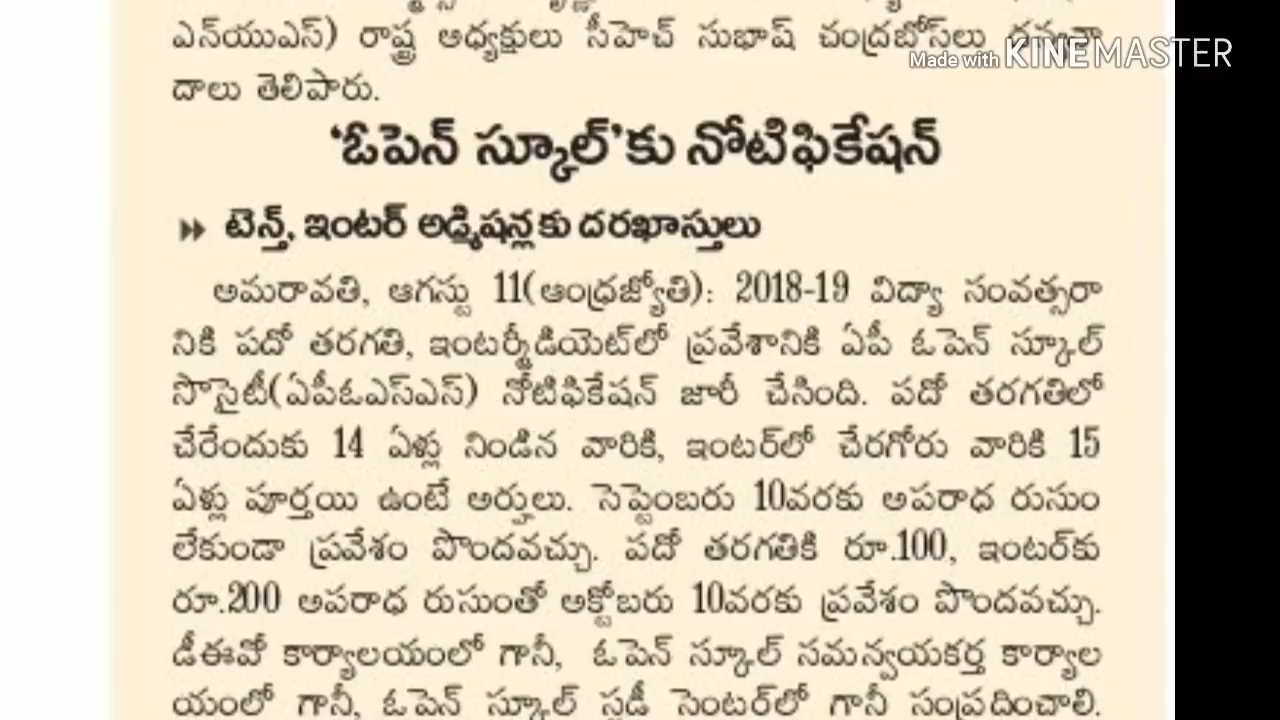 ఎన్‌యుఎస్) రాష్ట్ర అధ్యక్షులు సీహెచ్ సుభాష్ చంద్రబోస్‌లు
Made with KINEMASTER
దాలు తెలిపారు.
‘ఓపెన్ స్కూల్’కు నోటిఫికేషన్
టెన్త్, ఇంటర్ అడ్మిషన్లకు దరఖాస్తులు
అమరావతి, ఆగస్టు 11(ఆంధ్రజ్యోతి): 2018-19 విద్యా సంవత్సరా
నికి పదో తరగతి, ఇంటర్మీడియెట్‌లో ప్రవేశానికి ఏపీ ఓపెన్ స్కూల్
సొసైటీ(ఏపీఓఎస్ఎస్) నోటిఫికేషన్ జారీ చేసింది. పదో తరగతిలో
చేరేందుకు 14 ఏళ్లు నిండిన వారికి, ఇంటర్‌లో చేరగోరు వారికి 15
ఏళ్లు పూర్తయి ఉంటే అర్హులు. సెప్టెంబరు 10వరకు అపరాధ రుసుం
లేకుండా ప్రవేశం పొందవచ్చు. పదో తరగతికి రూ.100, ఇంటర్‌కు
రూ.200 అపరాధ రుసుంతో అక్టోబరు 10వరకు ప్రవేశం పొందవచ్చు.
డీఈవో కార్యాలయంలో గానీ, ఓపెన్ స్కూల్ సమన్వయకర్త కార్యాల
యంలో గానీ, ఓపెన్ స్కూల్ స్టడీ సెంటర్‌లో గానీ సంప్రదించాలి.